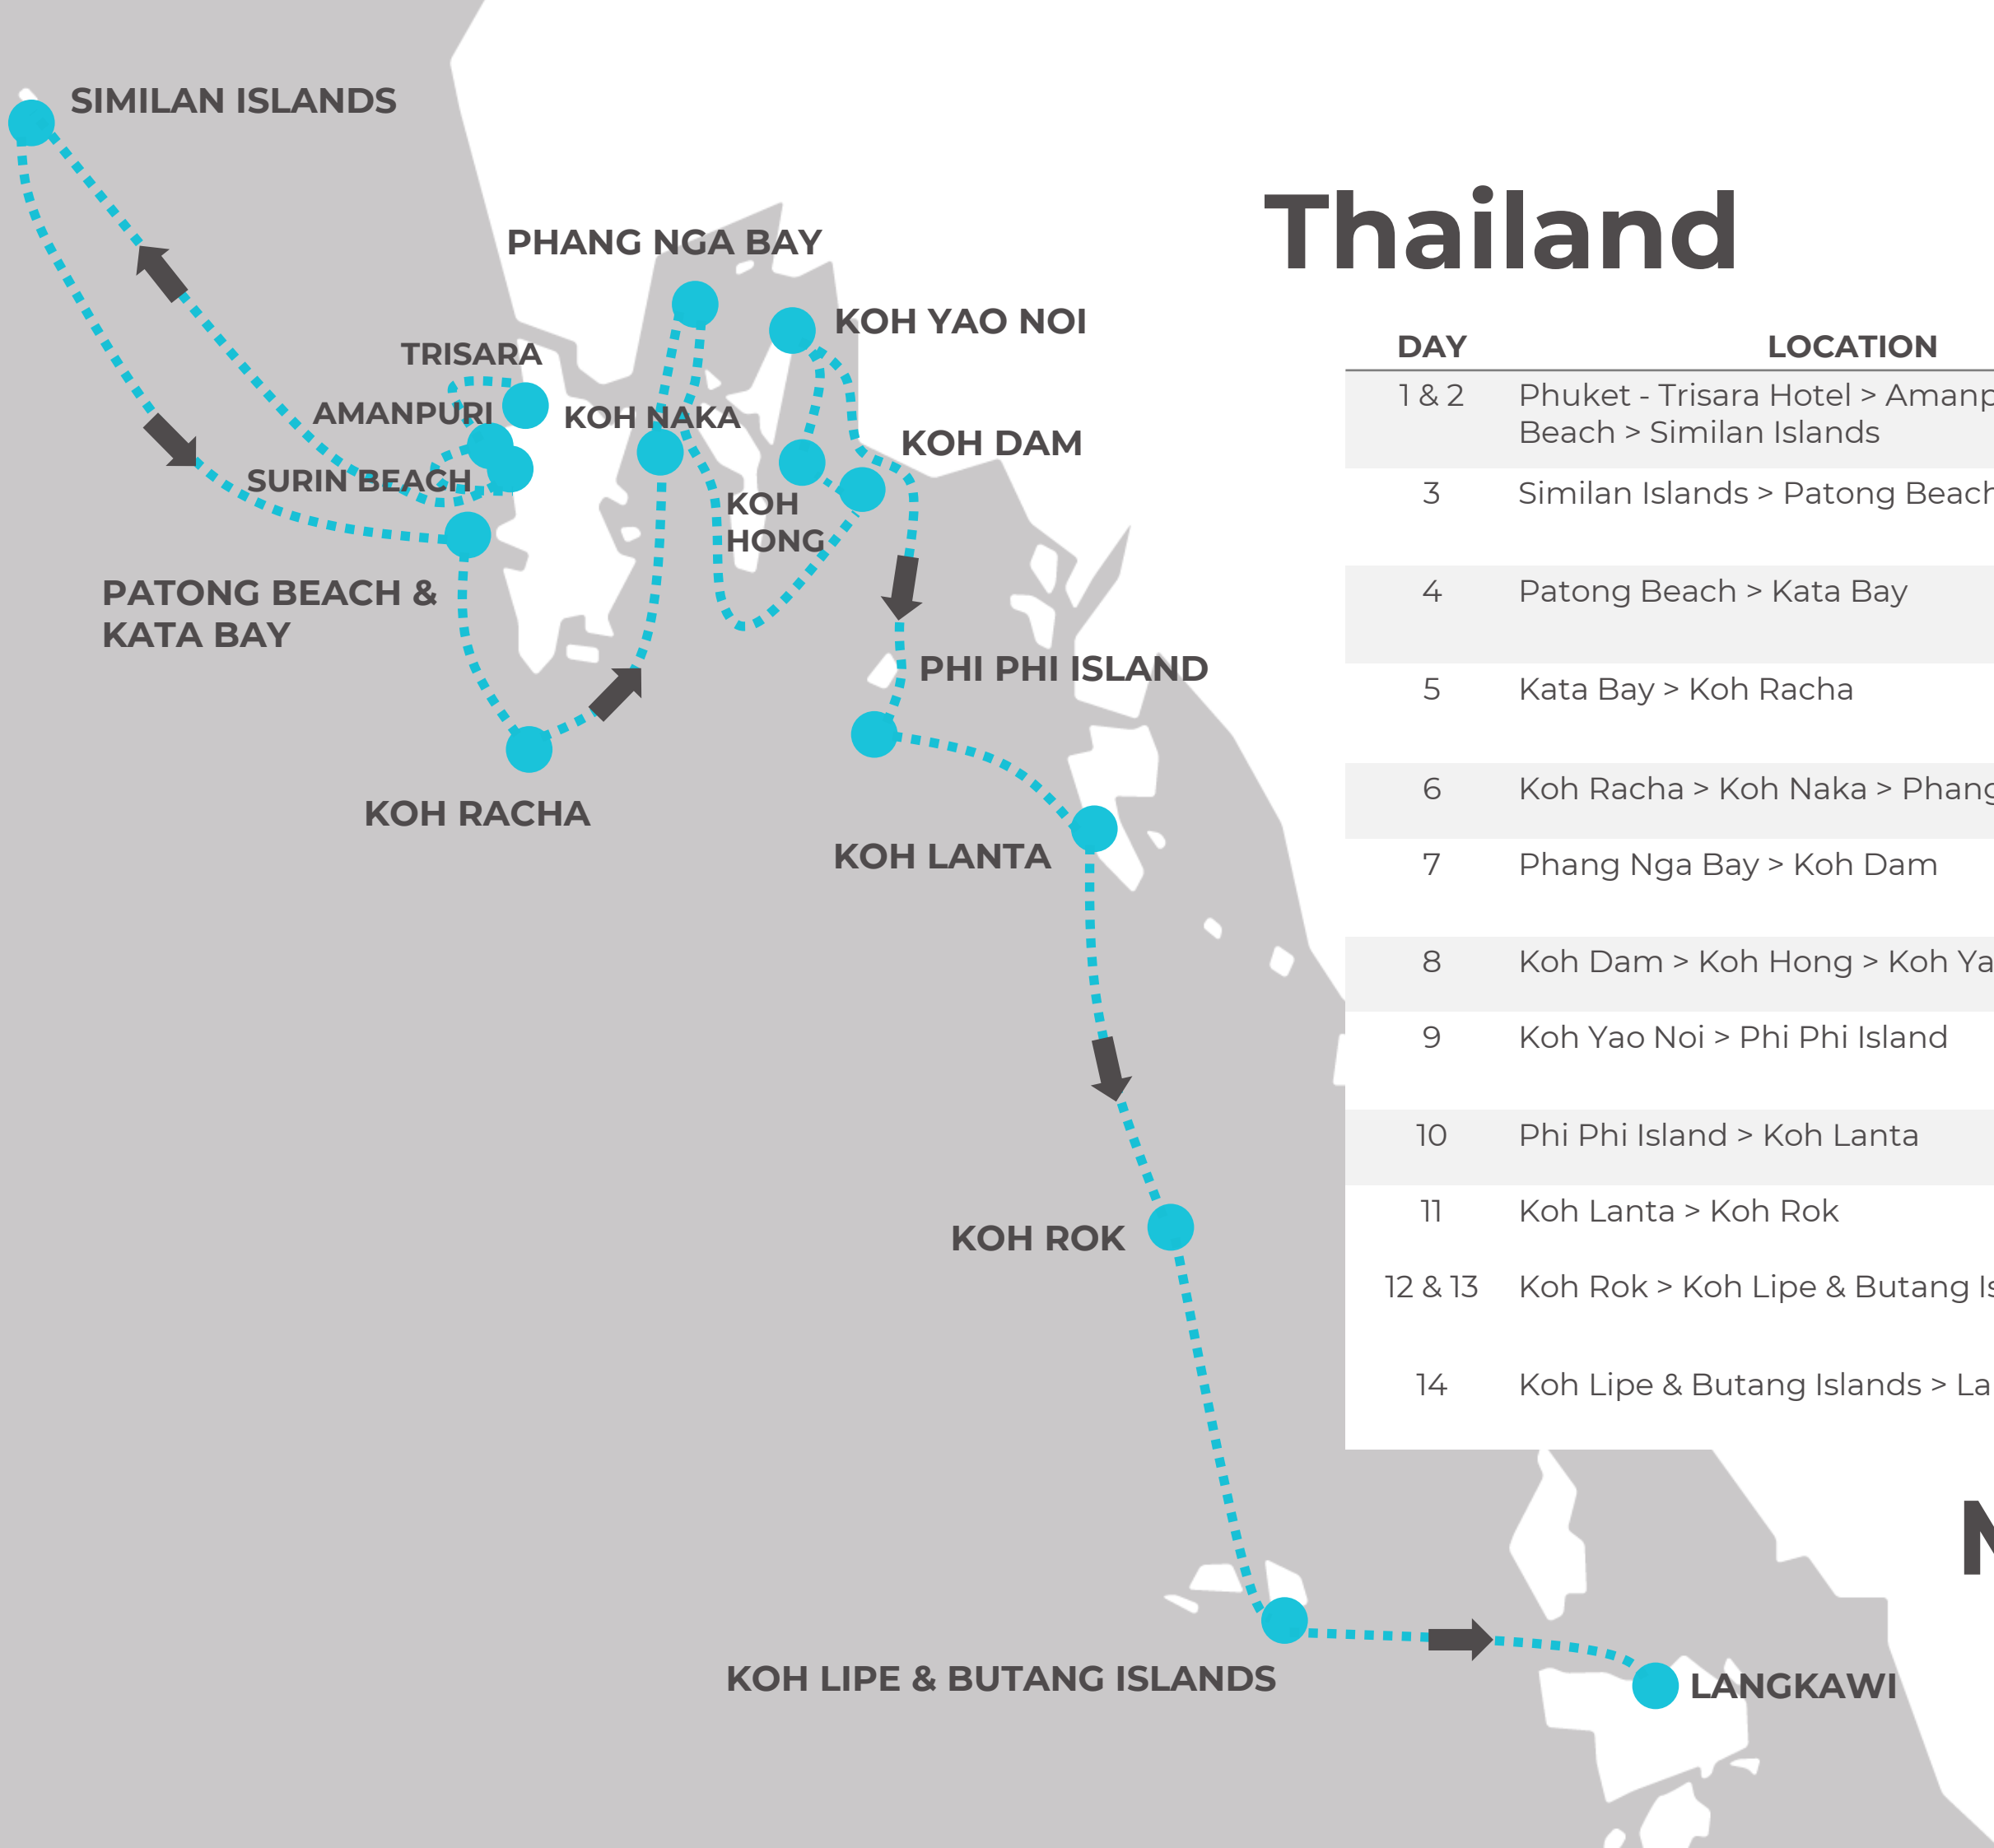 SIMILAN ISLANDS
Thailand
PHANG NGA BAY
KOH YAO NOI
TRISARA
AMANPURI
KOH NAKA
KOH DAM
SURIN BEACH
KOH
HONG
PATONG BEACH &
KATA BAY
PHI PHI ISLAND
KOH RACHA
KOH LANTA
KOH ROK
KOH LIPE & BUTANG ISLANDS
LANGKAWI
DAY LOCATION
1 & 2 Phuket - Trisara Hotel > Amanp
Beach > Similan Islands
3 Similan Islands > Patong Beach
4 Patong Beach > Kata Bay
5 Kata Bay > Koh Racha
6 Koh Racha > Koh Naka > Phang
7 Phang Nga Bay > Koh Dam
8 Koh Dam > Koh Hong > Koh Ya
9 Koh Yao Noi > Phi Phi Island
10 Phi Phi Island > Koh Lanta
11 Koh Lanta > Koh Rok
12 & 13 Koh Rok > Koh Lipe & Butang Is
14 Koh Lipe & Butang Islands > La